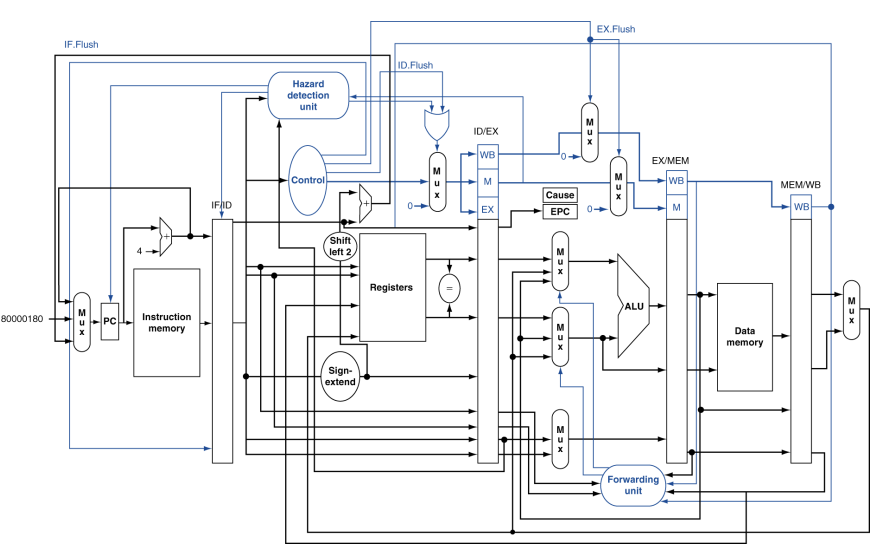 IF.Flush
EX.Flush
ID.Flush
Hazard
detection
unit
ID/EX
M
u
x
WB
0
EX/MEM
Control
M
u
x
M
M
u
x
WB
MEM/WB
0
EX
Cause
EPC
0
M
WB
IF/ID
+
+
4
Shift
left 2
Registers
=
M
u
x
ALU
80000180
M
u
x
PC
Instruction
memory
M
u
x
Data
memory
M
u
x
Sign-
extend
M
u
x
Forwarding
unit